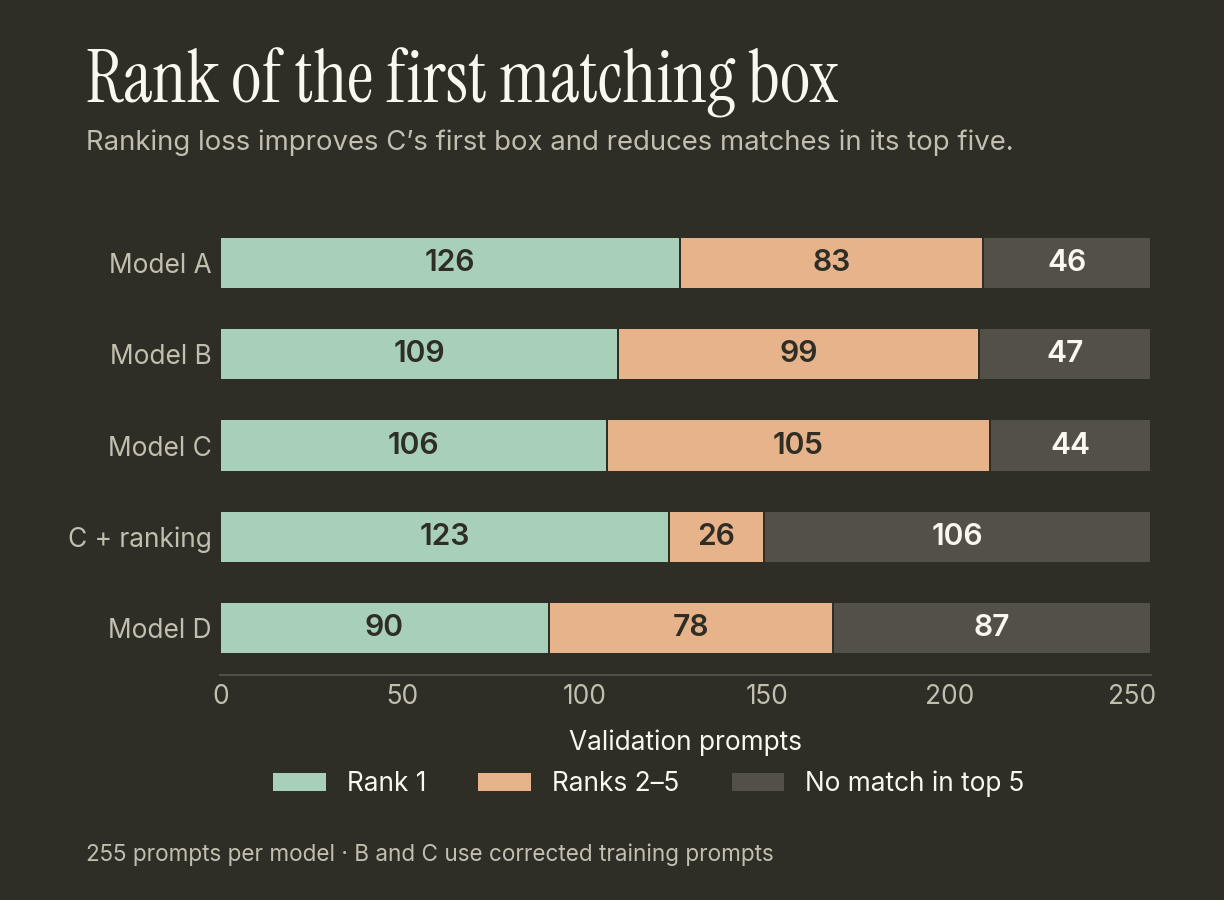 Rank of the first matching box
Ranking loss improves C’s first box and reduces matches in its top five.
Model A 126 83 46
Model B 109 99 47
Model C 106 105 44
C + ranking 123 26 106
Model D 90 78 87
0 50 100 150 200 250
Validation prompts
Rank 1 Ranks 2–5 No match in top 5
255 prompts per model · B and C use corrected training prompts